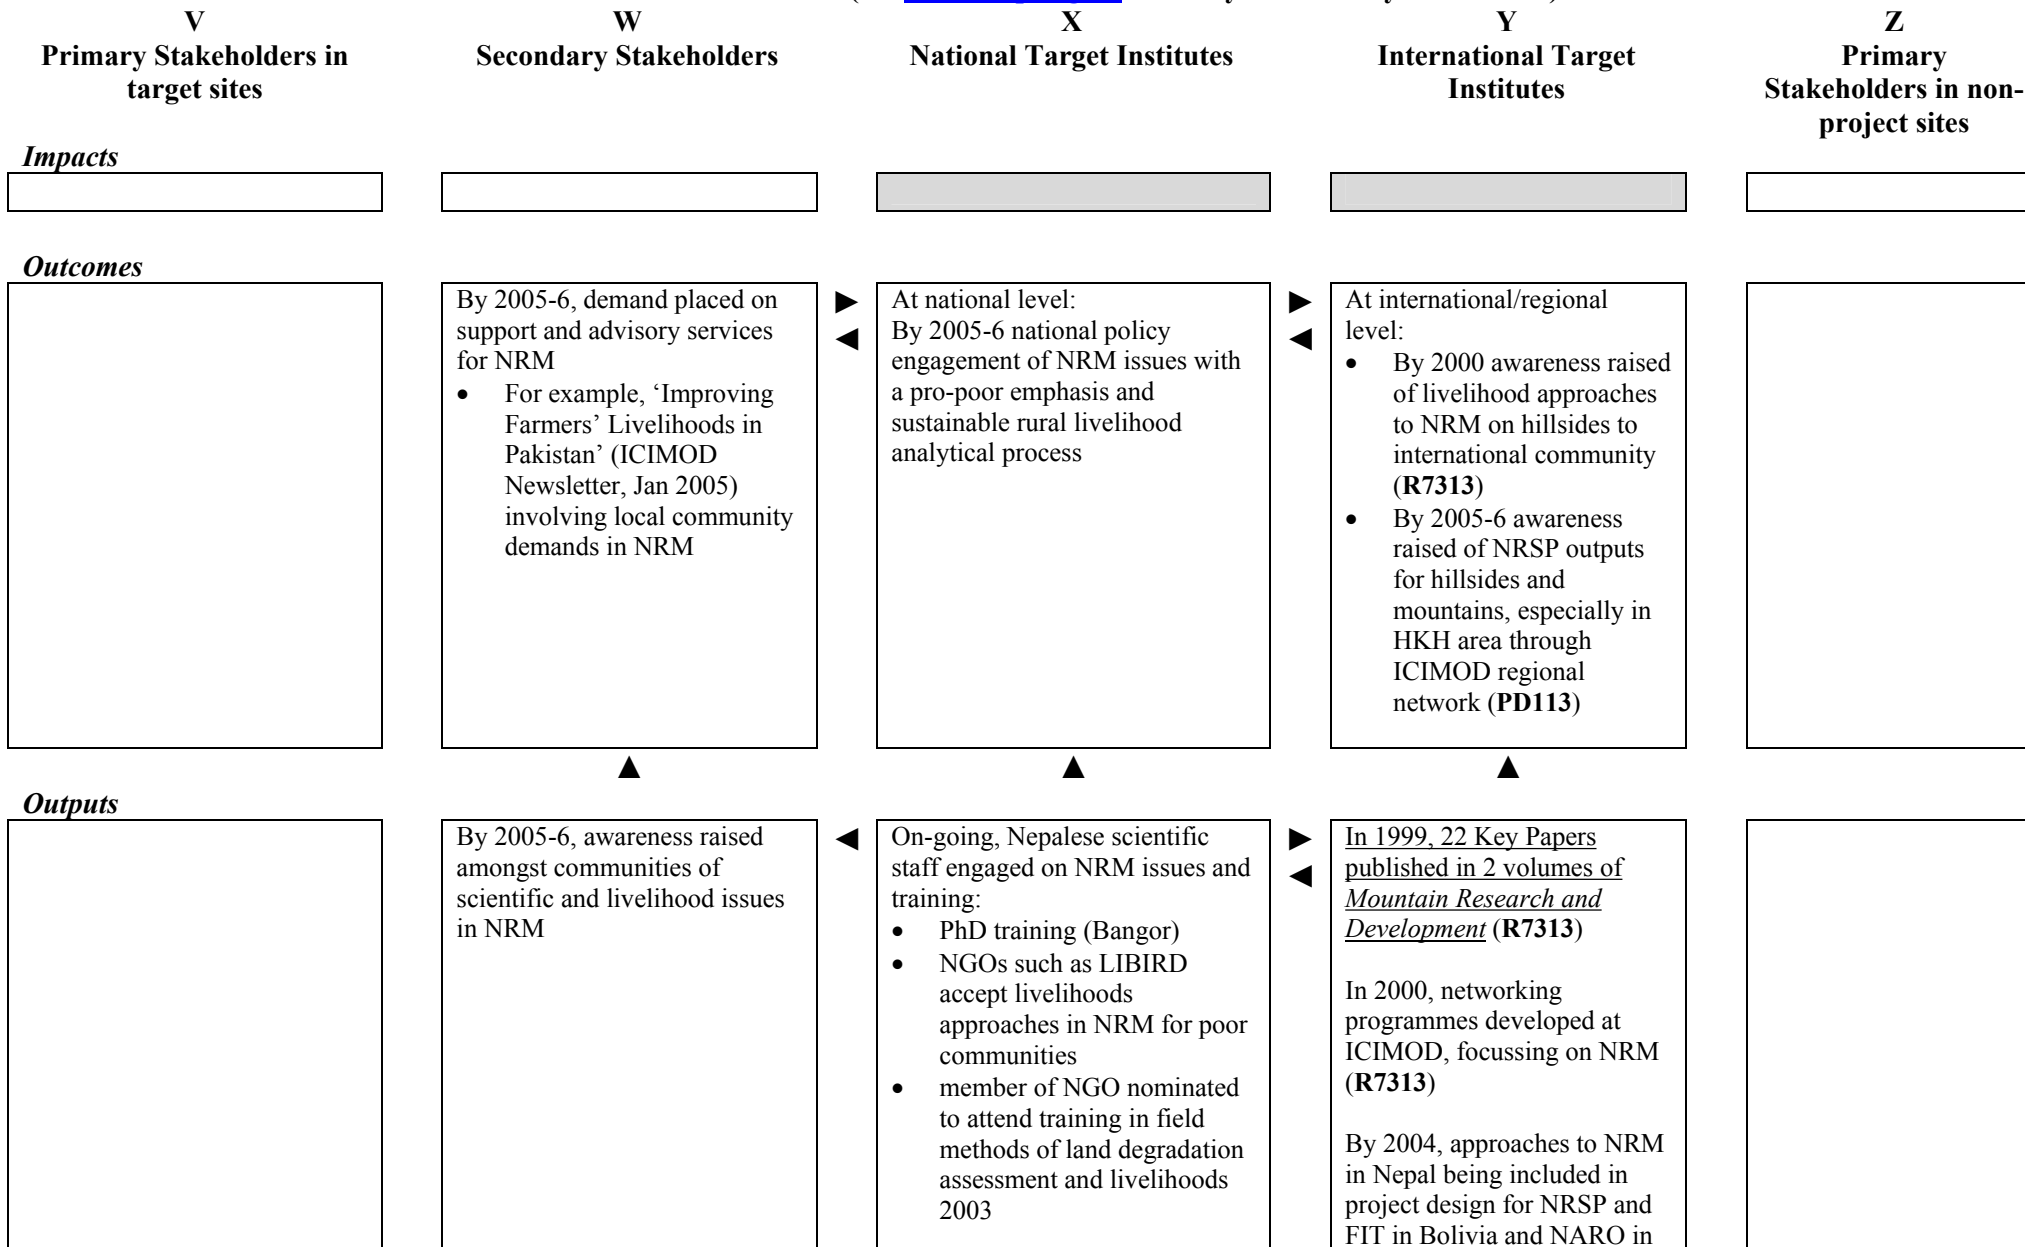 V
Primary Stakeholders in
target sites
W
Secondary Stakeholders
X
National Target Institutes
Y
International Target
Institutes
Z
Primary
Stakeholders in non-
project sites
Impacts
Outcomes
By 2005-6, demand placed on
support and advisory services
for NRM
• For example, ‘Improving
Farmers’ Livelihoods in
Pakistan’ (ICIMOD
Newsletter, Jan 2005)
involving local community
demands in NRM
► 
◄
At national level:
By 2005-6 national policy
engagement of NRM issues with
a pro-poor emphasis and
sustainable rural livelihood
analytical process
►
◄
At international/regional
level:
• By 2000 awareness raised
of livelihood approaches
to NRM on hillsides to
international community
(R7313)
• By 2005-6 awareness
raised of NRSP outputs
for hillsides and
mountains, especially in
HKH area through
ICIMOD regional
network (PD113)
▲ ▲ ▲
Outputs
By 2005-6, awareness raised
amongst communities of
scientific and livelihood issues
in NRM
◄
On-going, Nepalese scientific
staff engaged on NRM issues and
training:
• PhD training (Bangor)
• NGOs such as LIBIRD
accept livelihoods
approaches in NRM for poor
communities
• member of NGO nominated
to attend training in field
methods of land degradation
assessment and livelihoods
2003
►
◄
In 1999, 22 Key Papers
published in 2 volumes of
Mountain Research and
Development (R7313)
In 2000, networking
programmes developed at
ICIMOD, focussing on NRM
(R7313)
By 2004, approaches to NRM
in Nepal being included in
project design for NRSP and
FIT in Bolivia and NARO in